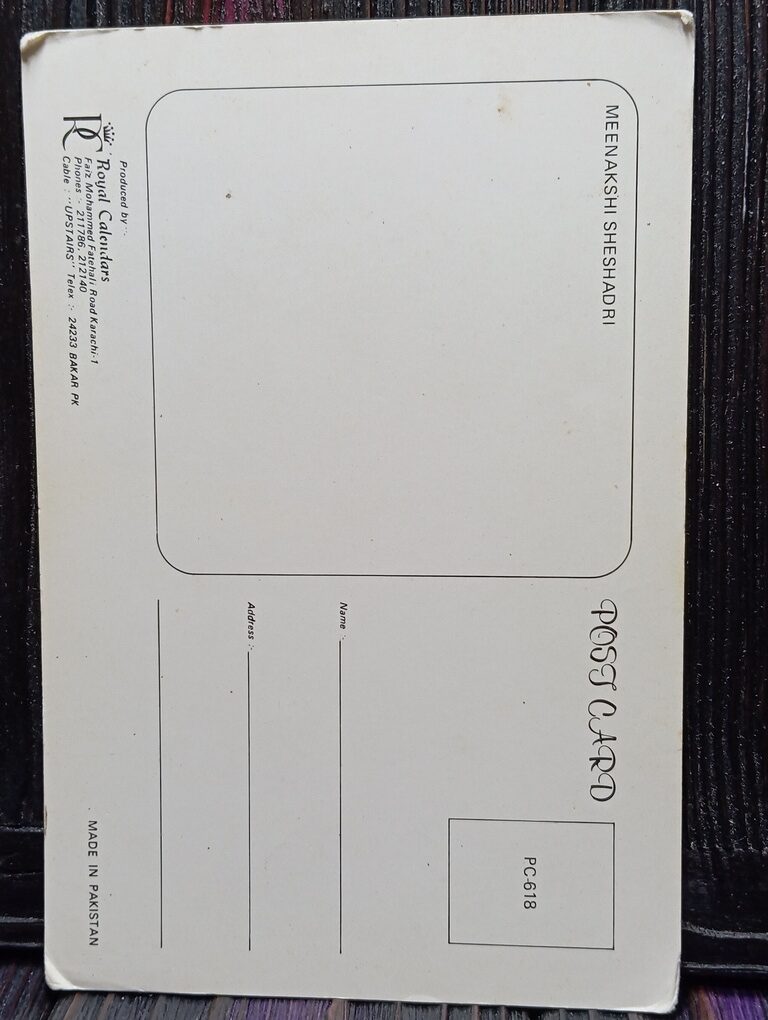 MEENAKSHI SHESHADRI
POST CARD
PC-618
Name :-
Address :-
Produced by :-
RC Royal Calendars
Faiz Mohammed Fatehali Road Karachi-1
Phones :- 211786, 212140
Cable : "UPSTAIRS" Telex :- 24233 BAKAR PK
MADE IN PAKISTAN